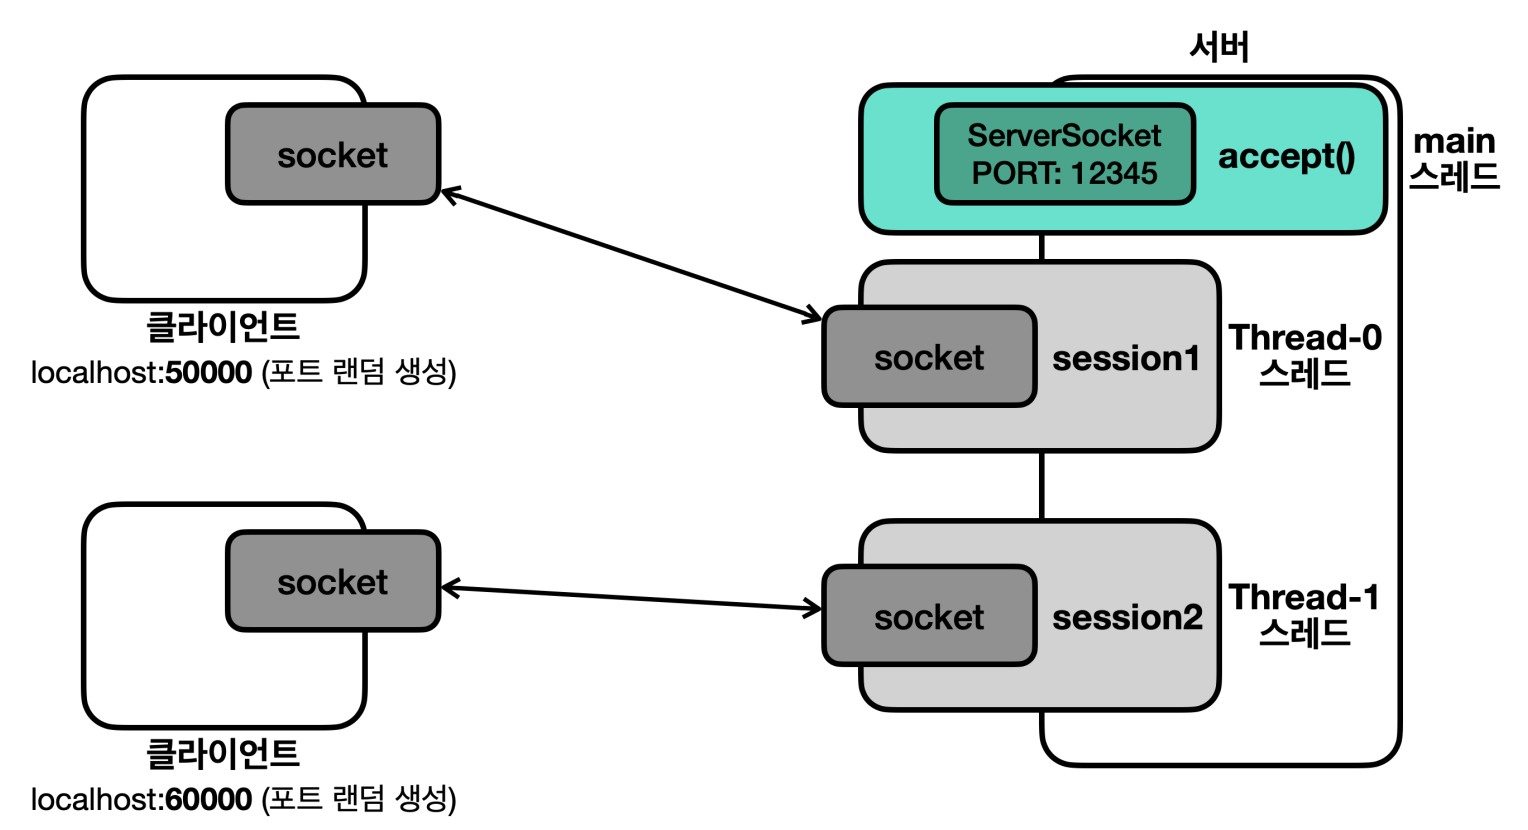 서버
socket
ServerSocket
PORT: 12345
accept()
main
스레드
클라이언트
localhost:50000 (포트 랜덤 생성)
socket
session1
Thread-0
스레드
socket
클라이언트
localhost:60000 (포트 랜덤 생성)
socket
session2
Thread-1
스레드